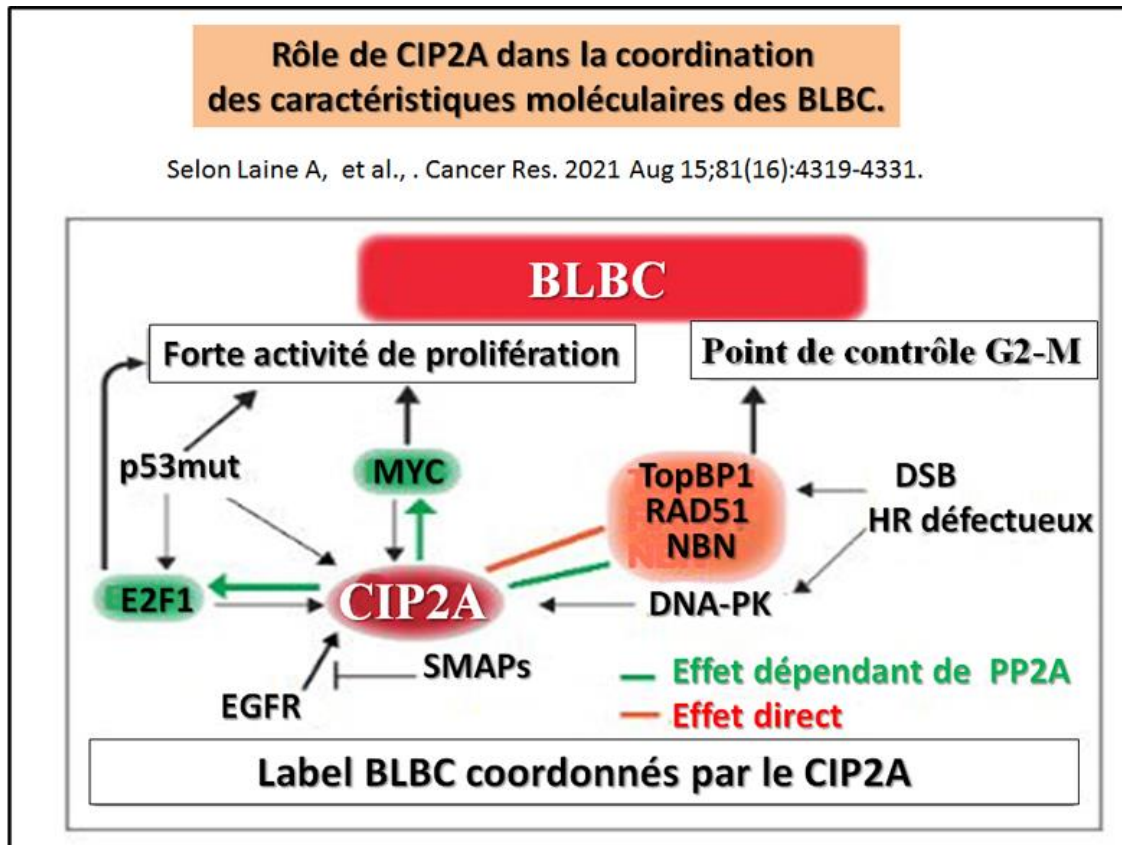 Rôle de CIP2A dans la coordination
des caractéristiques moléculaires des BLBC.
Selon Laine A, et al., . Cancer Res. 2021 Aug 15;81(16):4319-4331.
BLBC
Forte activité de prolifération
Point de contrôle G2-M
p53mut
MYC
TopBP1
RAD51
NBN
DSB
HR défectueux
E2F1
CIP2A
DNA-PK
SMAPs
EGFR
Effet dépendant de PP2A
Effet direct
Label BLBC coordonnés par le CIP2A